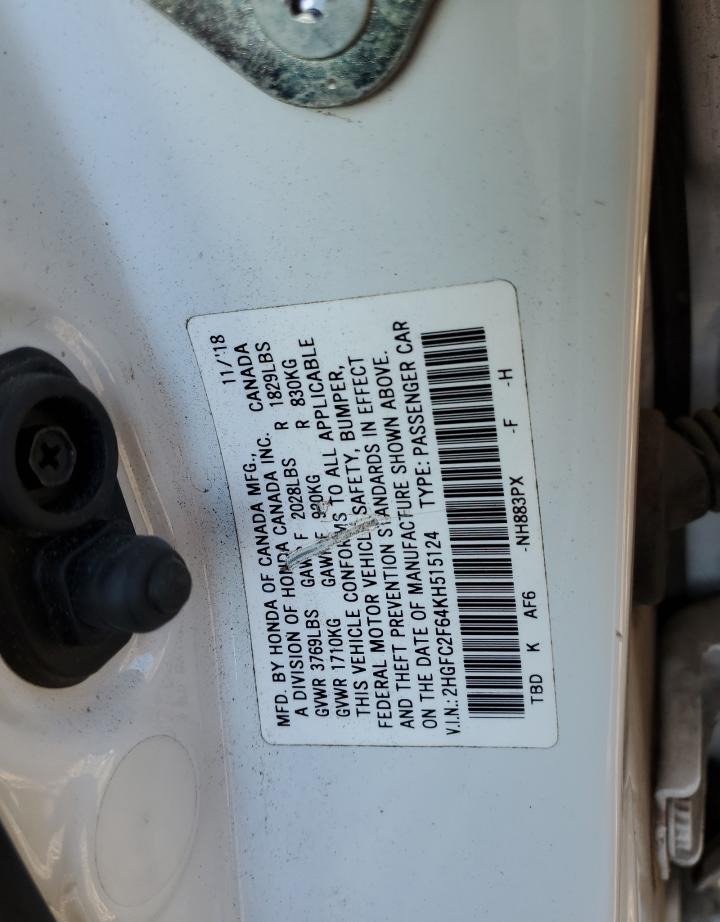 MFD. BY HONDA OF CANADA MFG., 11/'18
A DIVISION OF HONDA CANADA INC. CANADA
GVWR 3769LBS GAWR F 2028LBS R 1829LBS
GVWR 1710KG GAWR F 920KG R 830KG
THIS VEHICLE CONFORMS TO ALL APPLICABLE
FEDERAL MOTOR VEHICLE SAFETY, BUMPER,
AND THEFT PREVENTION STANDARDS IN EFFECT
ON THE DATE OF MANUFACTURE SHOWN ABOVE.
V.I.N.: 2HGFC2F64KH515124 TYPE: PASSENGER CAR
TBD K AF6 -NH883PX -F -H